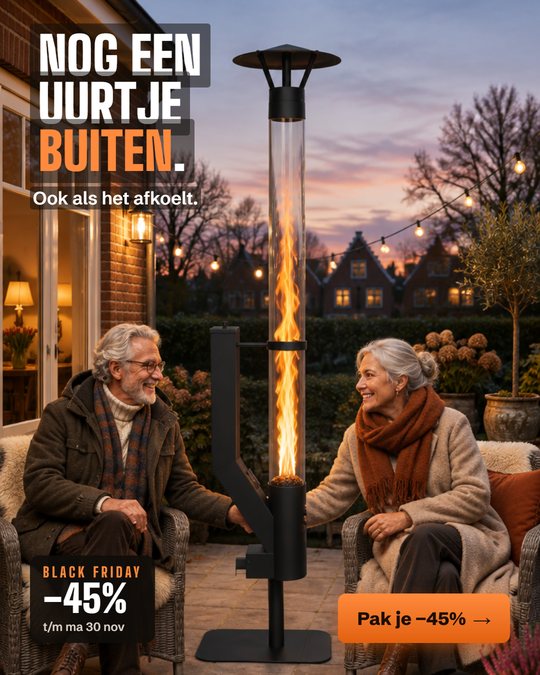 NOG EEN
UURTJE
BUITEN.
Ook als het afkoelt.
BLACK FRIDAY
−45%
t/m ma 30 nov
Pak je −45% →